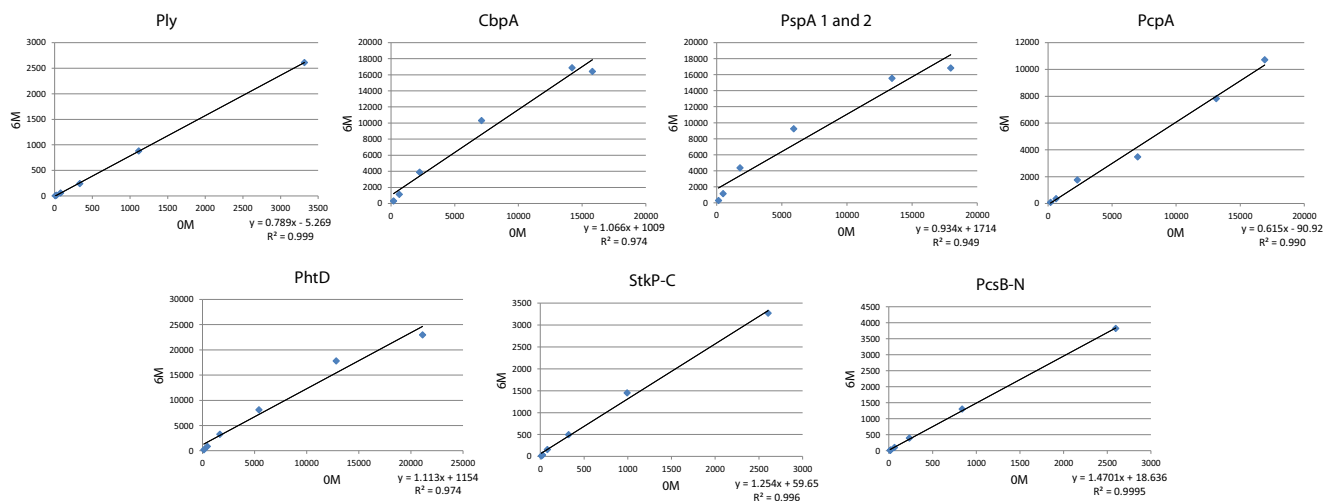 Ply
3000
2500
2000
1500
1000
500
0
6M
0 500 1000 1500 2000 2500 3000 3500
0M
y = 0.789x - 5.269
R² = 0.999
CbpA
20000
18000
16000
14000
12000
10000
8000
6000
4000
2000
0
6M
0 5000 10000 15000 20000
0M
y = 1.066x + 1009
R² = 0.974
PspA 1 and 2
20000
18000
16000
14000
12000
10000
8000
6000
4000
2000
0
6M
0 5000 10000 15000 20000
0M
y = 0.934x + 1714
R² = 0.949
PcpA
12000
10000
8000
6000
4000
2000
0
6M
0 5000 10000 15000 20000
0M
y = 0.615x - 90.92
R² = 0.990
PhtD
30000
25000
20000
15000
10000
5000
0
6M
0 5000 10000 15000 20000 25000
0M
y = 1.113x + 1154
R² = 0.974
StkP-C
3500
3000
2500
2000
1500
1000
500
0
6M
0 500 1000 1500 2000 2500 3000
0M
y = 1.254x + 59.65
R² = 0.996
PcsB-N
4500
4000
3500
3000
2500
2000
1500
1000
500
0
6M
0 500 1000 1500 2000 2500 3000
0M
y = 1.4701x + 18.636
R² = 0.9995